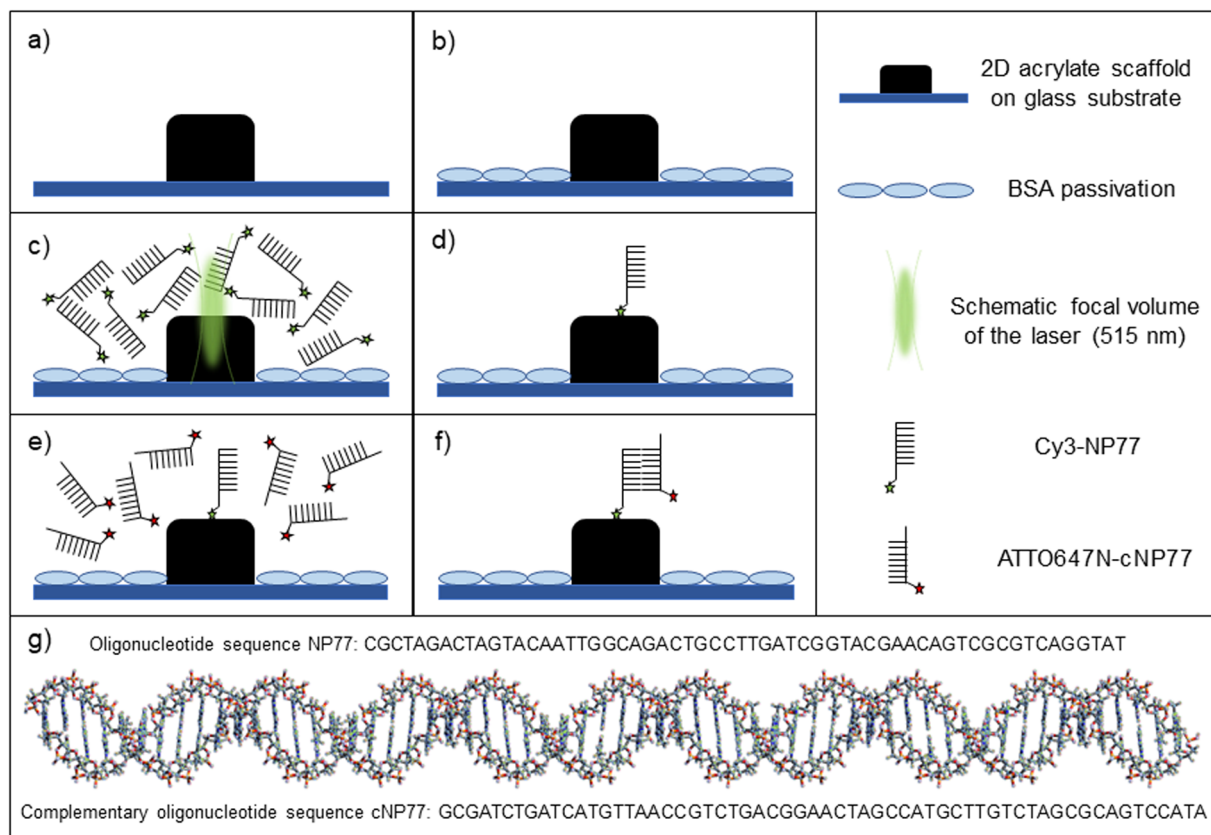 a)
b)
2D acrylate scaffold
on glass substrate
BSA passivation
c)
d)
Schematic focal volume
of the laser (515 nm)
e)
f)
Cy3-NP77
ATTO647N-cNP77
g)
Oligonucleotide sequence NP77: CGCTAGACTAGTACAATTGGCAGACTGCCTTGATCGGTACGAACAGTCGCGTCAGGTAT
Complementary oligonucleotide sequence cNP77: GCGATCTGATCATGTTAACCGTCTGACGGAACTAGCCATGCTTGTCTAGCGCAGTCCATA